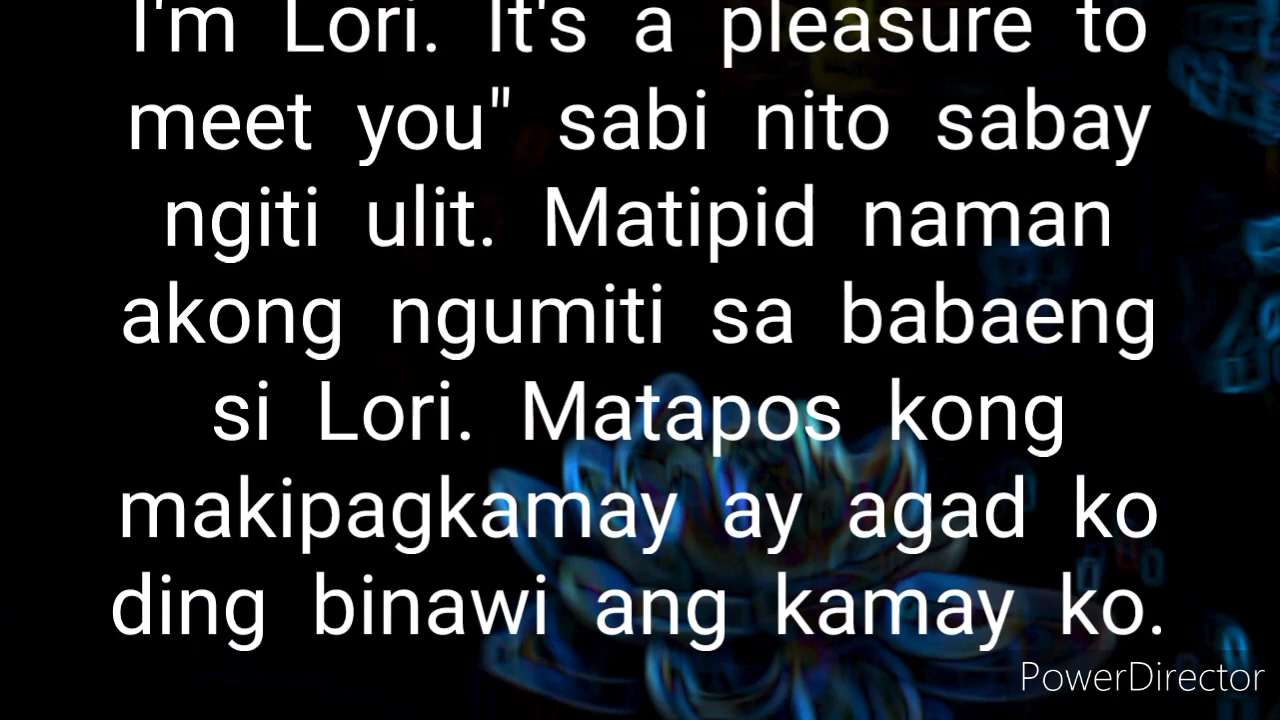 I'm Lori. It's a pleasure to
meet you" sabi nito sabay
ngiti ulit. Matipid naman
akong ngumiti sa babaeng
si Lori. Matapos kong
makipagkamay ay agad ko
ding binawi ang kamay ko.
PowerDirector